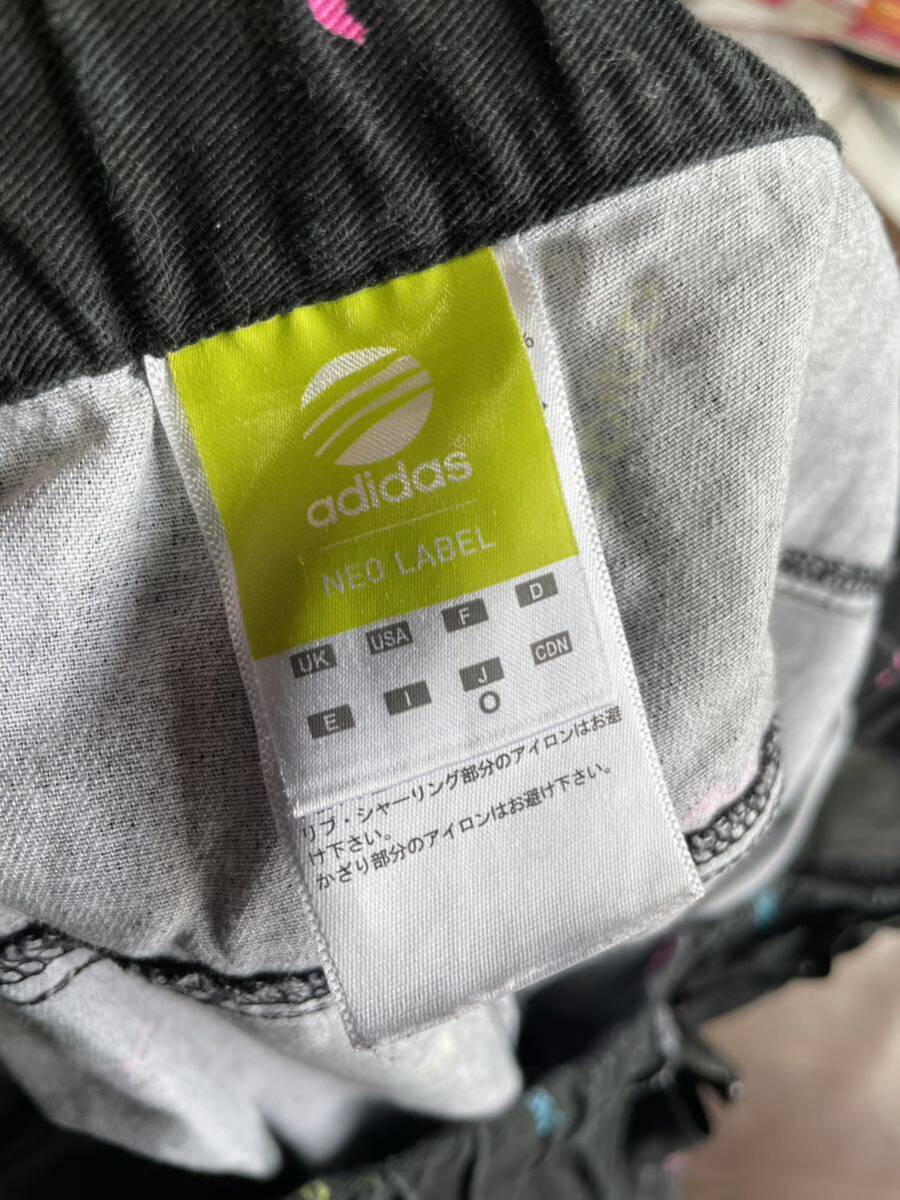 adidas
NEO LABEL
UK USA F D
E I J CDN
O
リブ・シャーリング部分のアイロンはお避
け下さい。
かざり部分のアイロンはお避け下さい。